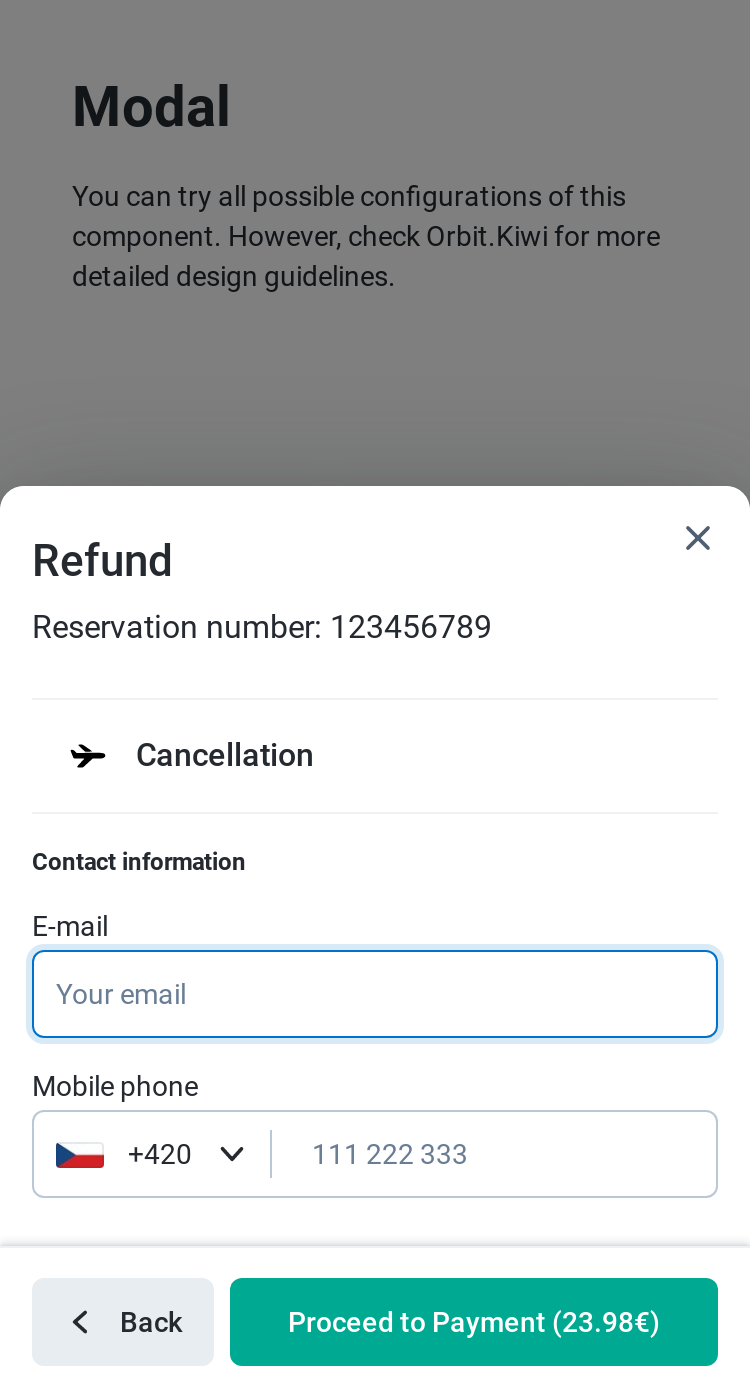 Modal
You can try all possible configurations of this
component. However, check Orbit.Kiwi for more
detailed design guidelines.
Refund
Reservation number: 123456789
Cancellation
Contact information
E-mail
Your email
Mobile phone
+420 111 222 333
Back Proceed to Payment (23.98€)